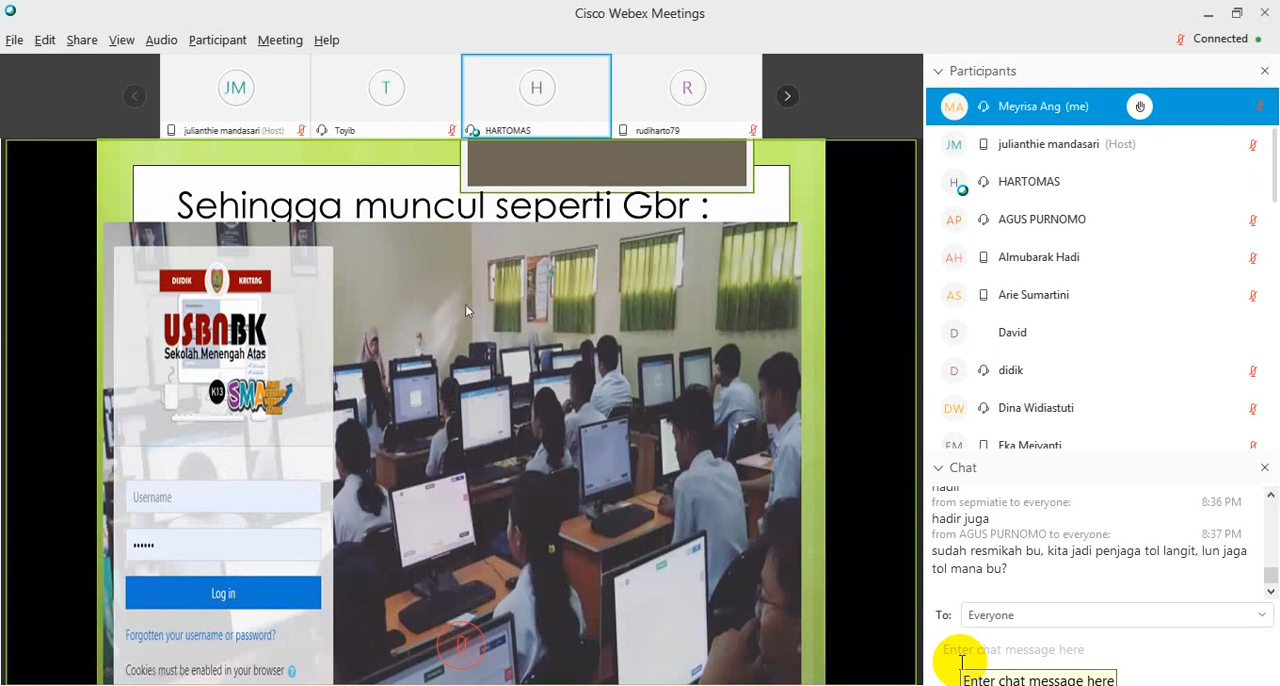 Cisco Webex Meetings
File Edit Share View Audio Participant Meeting Help
Connected
JM
julianthie mandasari (Host)
T
Toyib
H
HARTOMAS
R
rudiharto79
Sehingga muncul seperti Gbr :
DISDIK KALTENG
USBNBK
Sekolah Menengah Atas
K13 SMA
Username
••••••
Log in
Forgotten your username or password?
Cookies must be enabled in your browser ?
Participants
MA Meyrisa Ang (me)
JM julianthie mandasari (Host)
H HARTOMAS
AP AGUS PURNOMO
AH Almubarak Hadi
AS Arie Sumartini
D David
D didik
DW Dina Widiastuti
EM Eka Meiyanti
Chat
hadir
from sepmiatie to everyone: 8:36 PM
hadir juga
from AGUS PURNOMO to everyone: 8:37 PM
sudah resmikah bu, kita jadi penjaga tol langit, lun jaga
tol mana bu?
To: Everyone
Enter chat message here
Enter chat message here